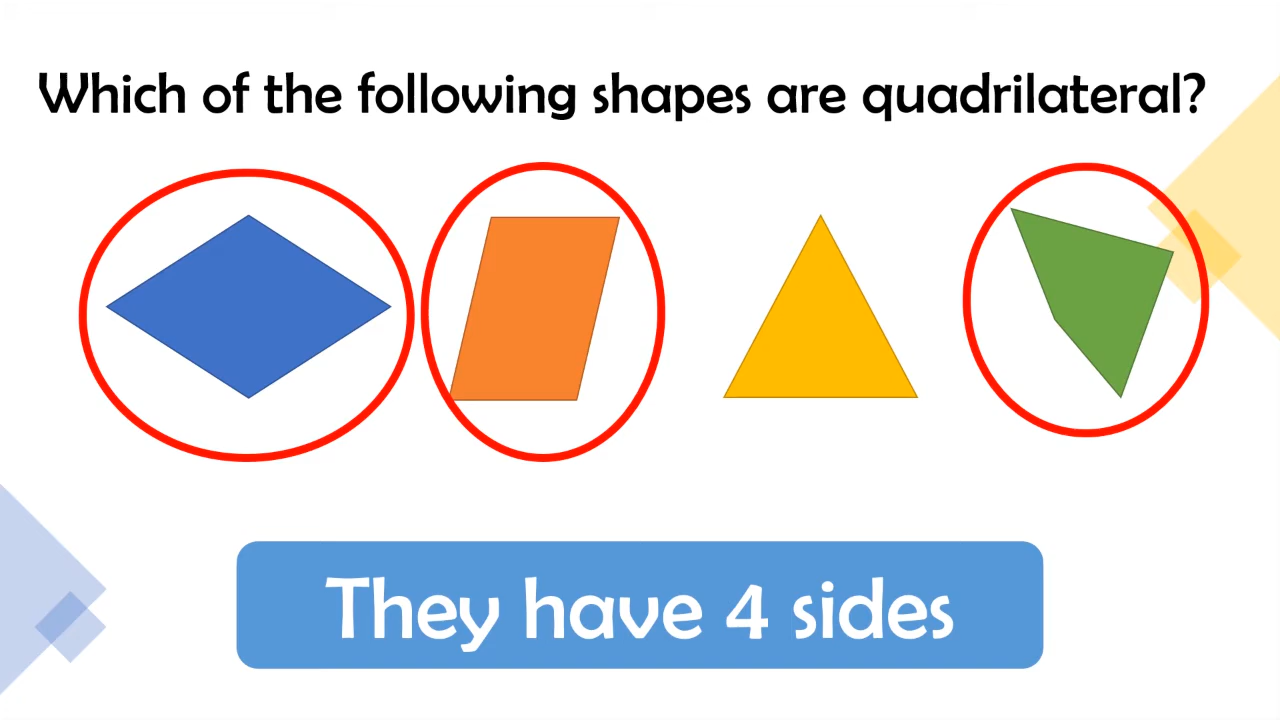 Which of the following shapes are quadrilateral?
They have 4 sides